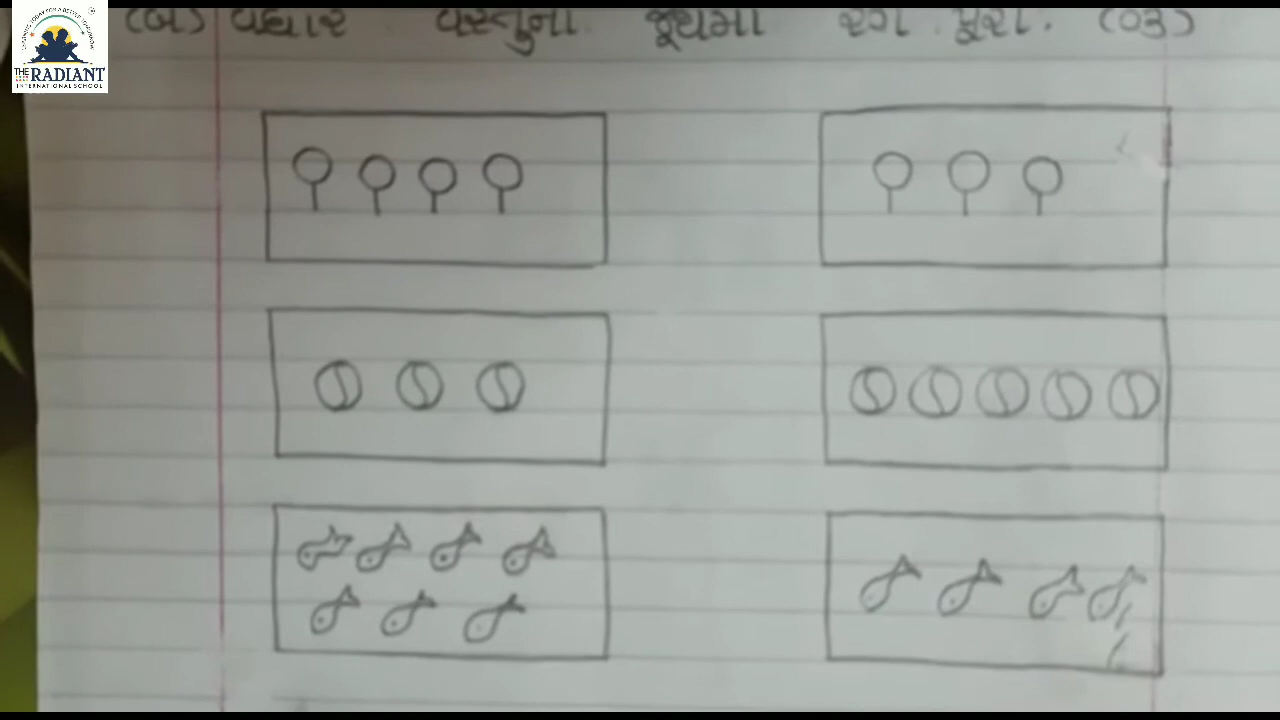 (બ) વધારે વસ્તુના જૂથમાં રંગ પૂરો. (૦૩)
THE RADIANT
INTERNATIONAL SCHOOL